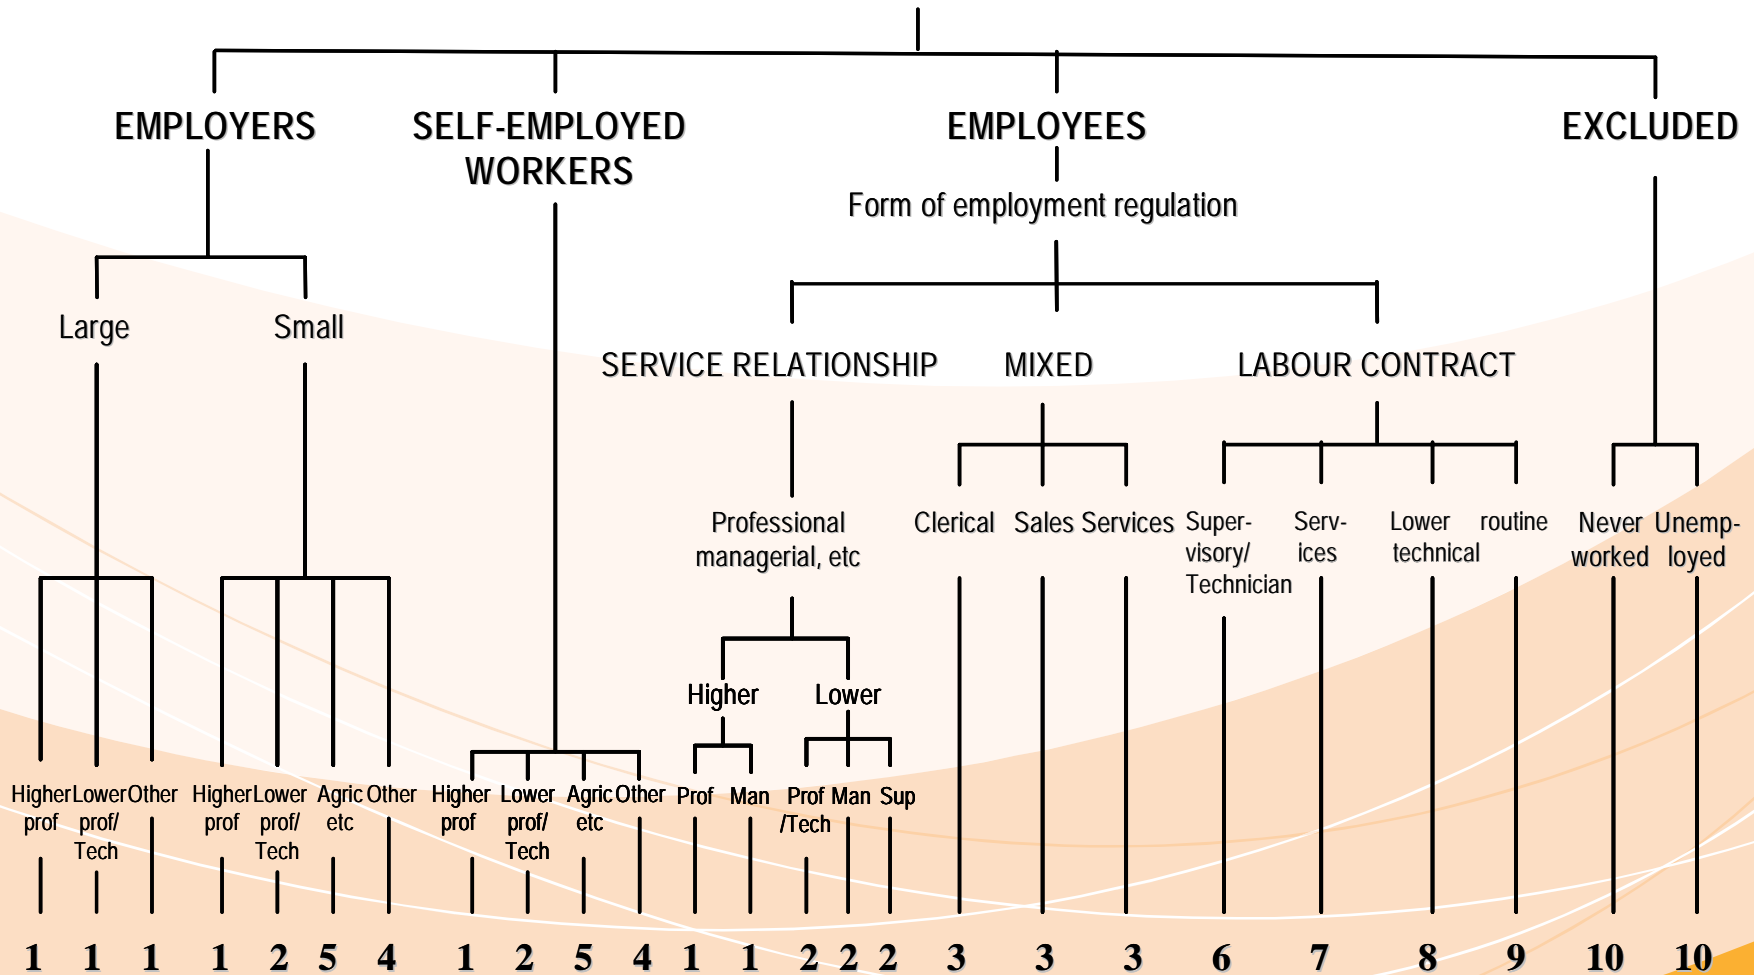 EMPLOYERS
SELF-EMPLOYED
WORKERS
EMPLOYEES
EXCLUDED
Form of employment regulation
Large
Small
SERVICE RELATIONSHIP
MIXED
LABOUR CONTRACT
Professional
managerial, etc
Clerical
Sales
Services
Super-
visory/
Technician
Serv-
ices
Lower
technical
routine
Never
worked
Unemp-
loyed
Higher
Lower
Higher
prof
Lower
prof/
Tech
Other
Higher
prof
Lower
prof/
Tech
Agric
etc
Other
Higher
prof
Lower
prof/
Tech
Agric
etc
Other
Prof
Man
Prof
/Tech
Man
Sup
1 1 1 1 2 5 4 1 2 5 4 1 1 2 2 2 3 3 3 6 7 8 9 10 10